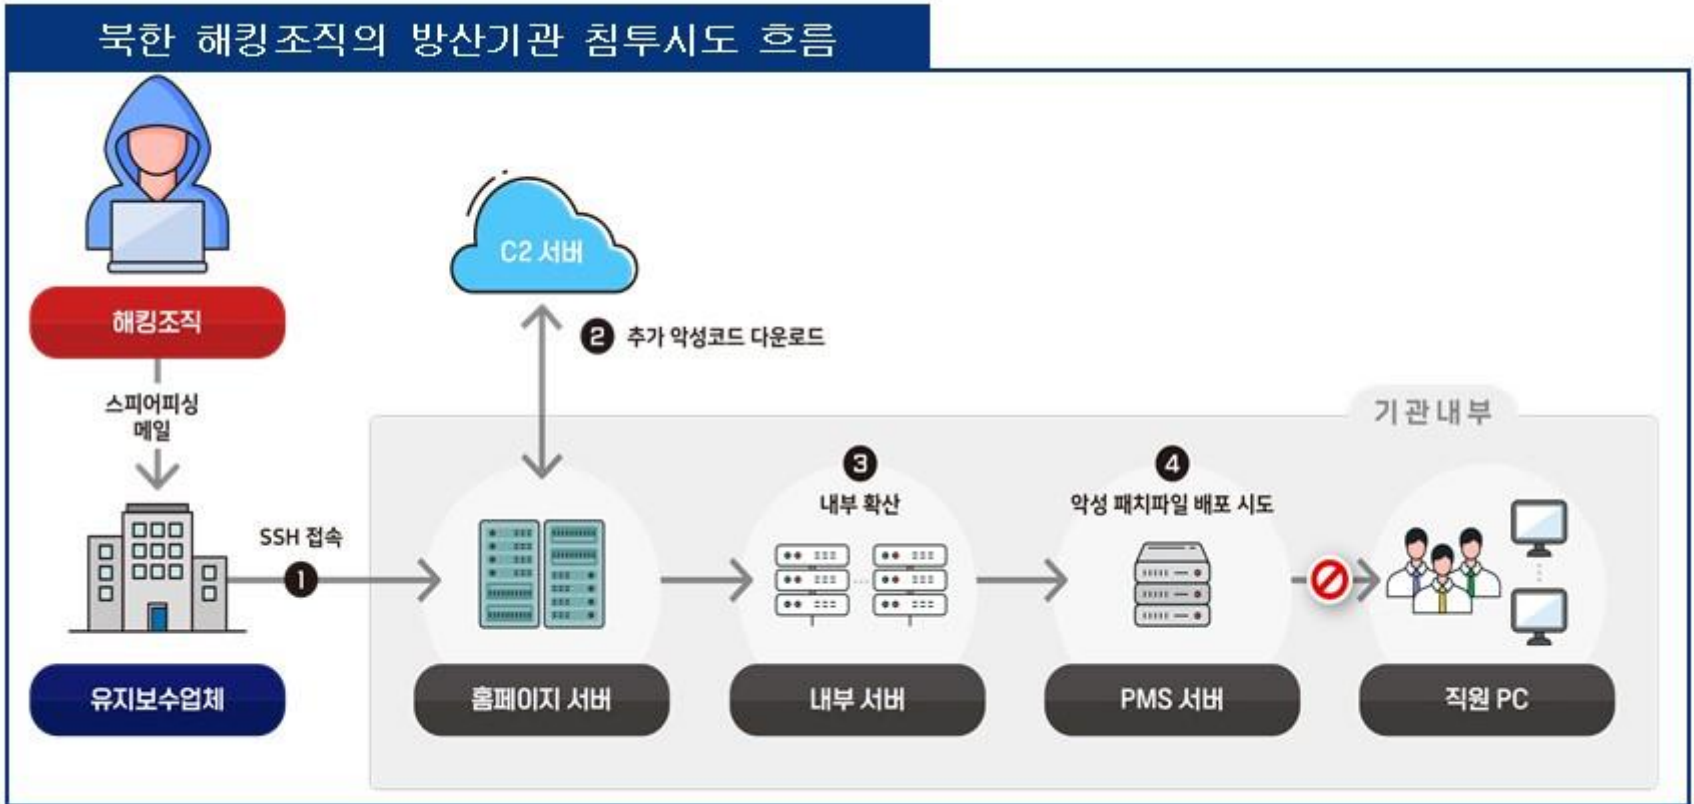 북한 해킹조직의 방산기관 침투시도 흐름
C2 서버
해킹조직
❷ 추가 악성코드 다운로드
스피어피싱
메일
기관내부
❸
내부 확산
❹
악성 패치파일 배포 시도
SSH 접속
❶
유지보수업체
홈페이지 서버
내부 서버
PMS 서버
직원 PC